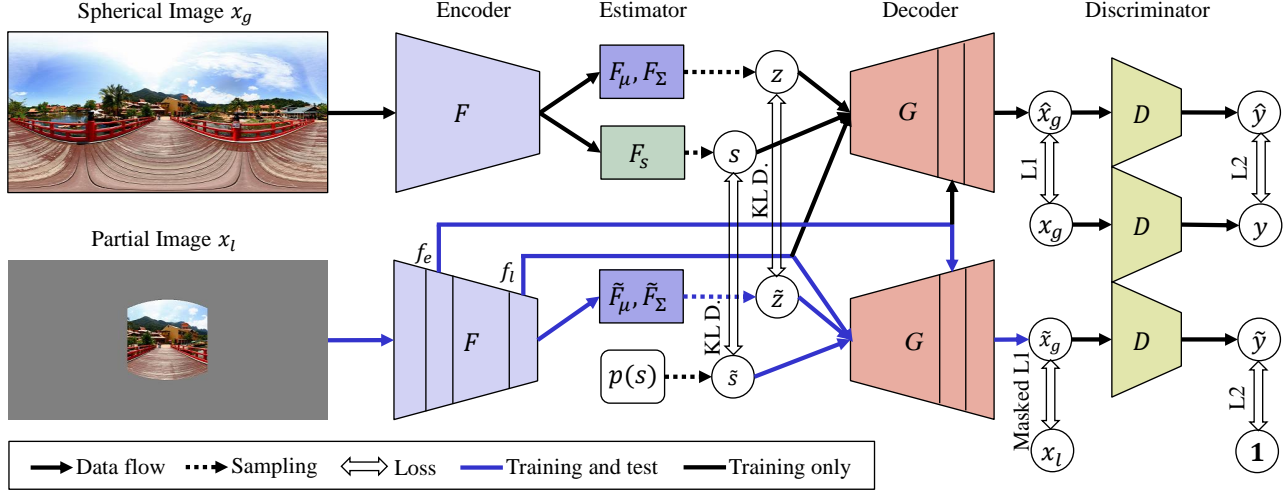 Spherical Image x_g
Encoder
Estimator
Decoder
Discriminator
F
F_μ, F_Σ
z
F_s
s
G
x̂_g
D
ŷ
L1
L2
KL D.
x_g
D
y
Partial Image x_l
f_e
f_l
F
F̃_μ, F̃_Σ
z̃
KL D.
p(s)
s̃
G
x̃_g
D
ỹ
Masked L1
L2
x_l
1
Data flow
Sampling
Loss
Training and test
Training only